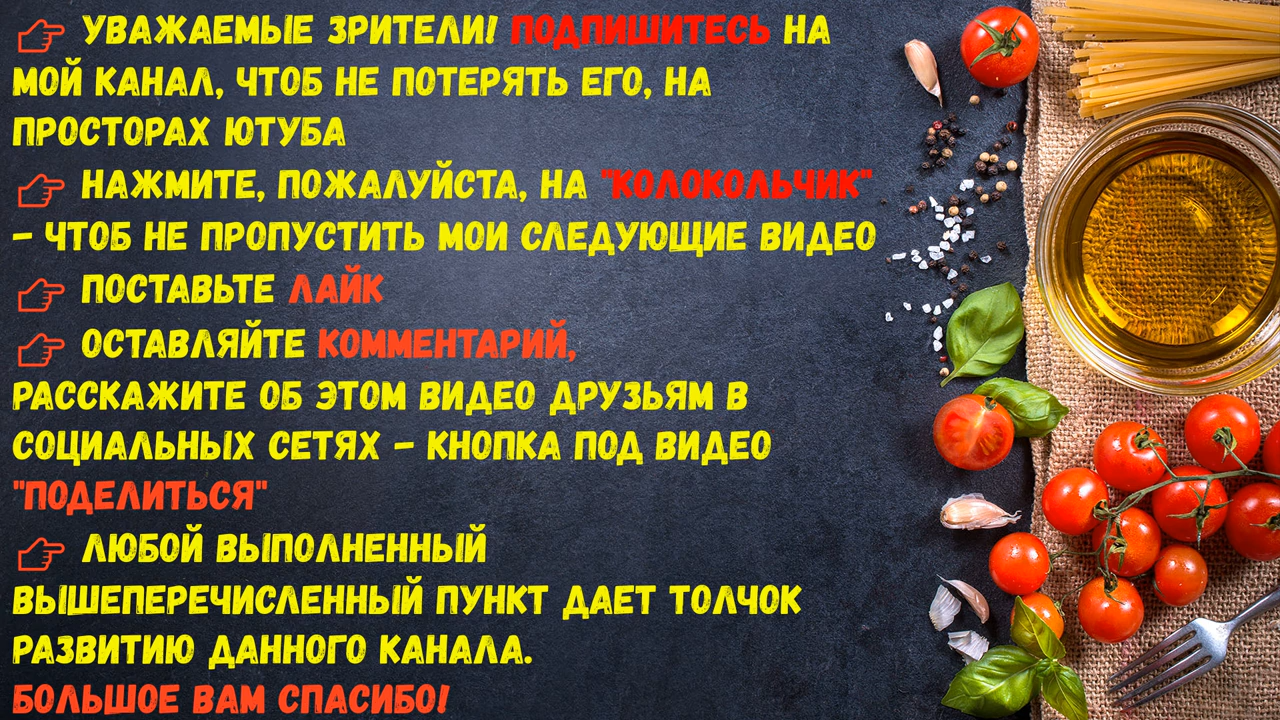 👉 УВАЖАЕМЫЕ ЗРИТЕЛИ! ПОДПИШИТЕСЬ НА
МОЙ КАНАЛ, ЧТОБ НЕ ПОТЕРЯТЬ ЕГО, НА
ПРОСТОРАХ ЮТУБА
👉 НАЖМИТЕ, ПОЖАЛУЙСТА, НА "КОЛОКОЛЬЧИК"
- ЧТОБ НЕ ПРОПУСТИТЬ МОИ СЛЕДУЮЩИЕ ВИДЕО
👉 ПОСТАВЬТЕ ЛАЙК
👉 ОСТАВЛЯЙТЕ КОММЕНТАРИЙ,
РАССКАЖИТЕ ОБ ЭТОМ ВИДЕО ДРУЗЬЯМ В
СОЦИАЛЬНЫХ СЕТЯХ - КНОПКА ПОД ВИДЕО
"ПОДЕЛИТЬСЯ"
👉 ЛЮБОЙ ВЫПОЛНЕННЫЙ
ВЫШЕПЕРЕЧИСЛЕННЫЙ ПУНКТ ДАЕТ ТОЛЧОК
РАЗВИТИЮ ДАННОГО КАНАЛА.
БОЛЬШОЕ ВАМ СПАСИБО!